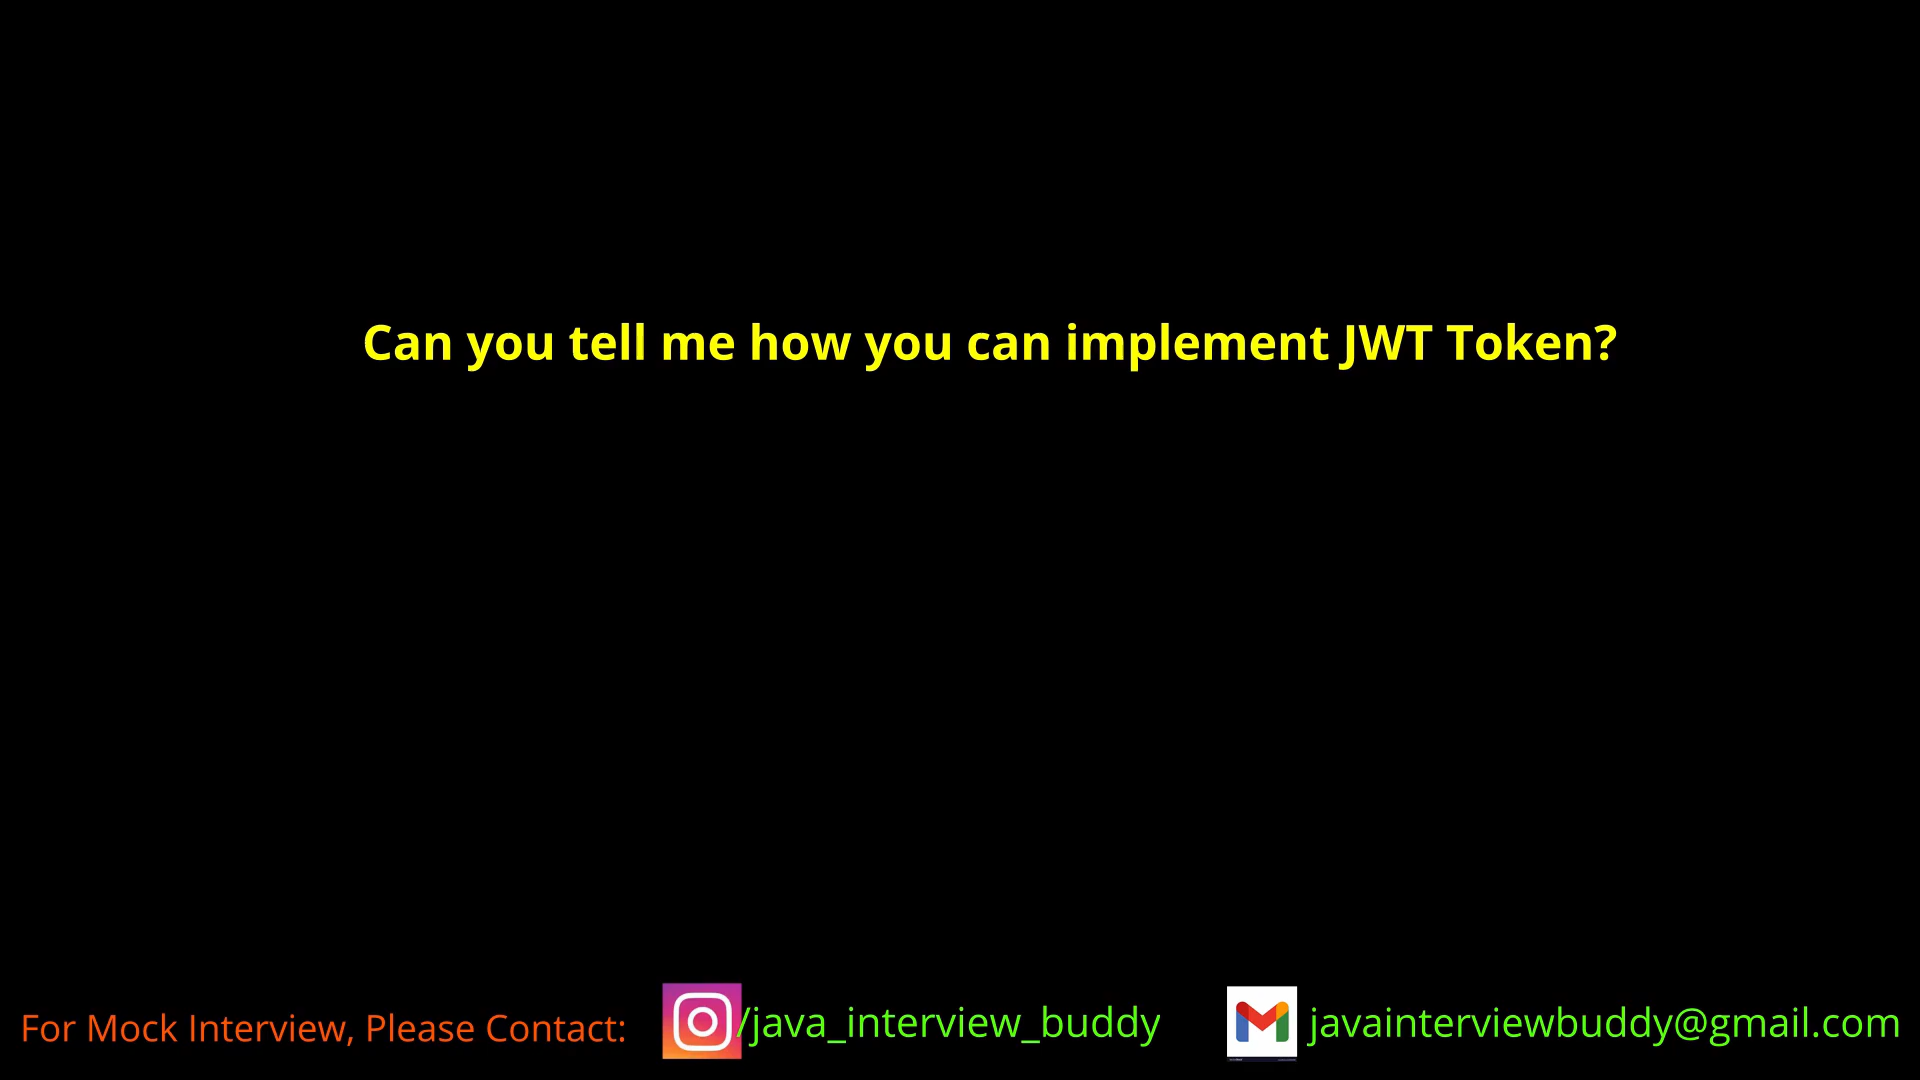 Can you tell me how you can implement JWT Token?
For Mock Interview, Please Contact: /java_interview_buddy javainterviewbuddy@gmail.com